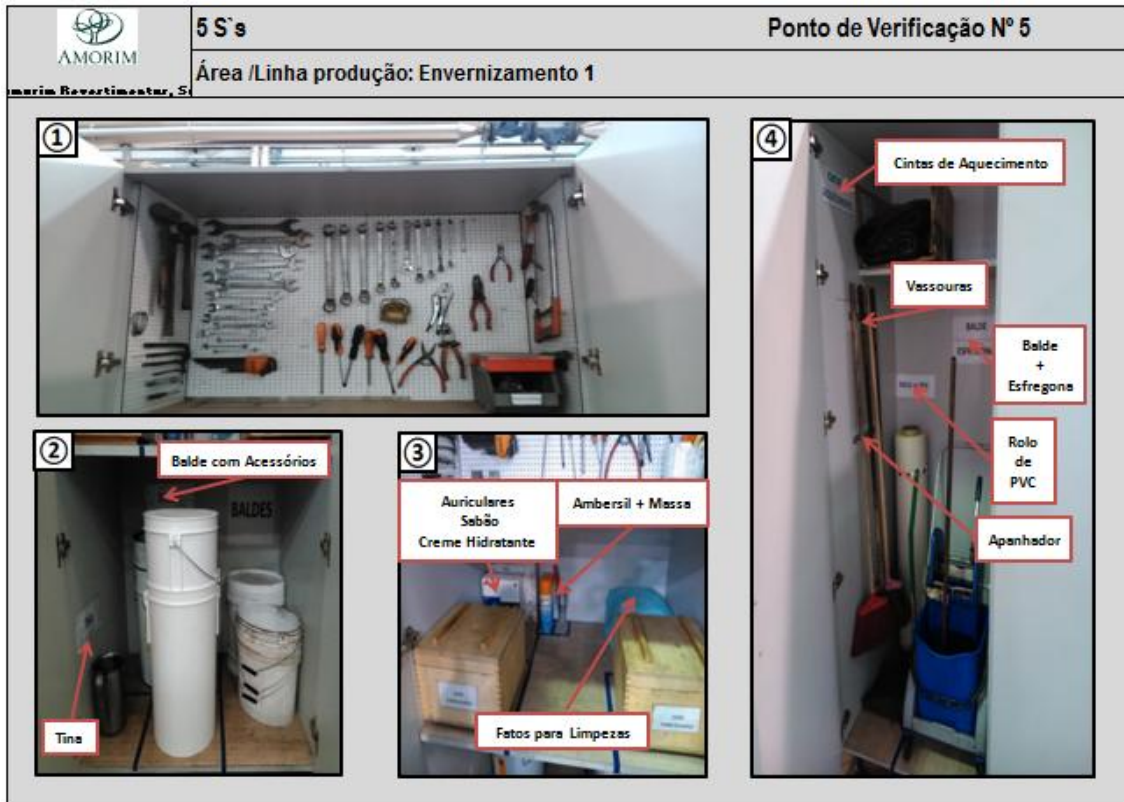 AMORIM
5 S`s
Ponto de Verificação Nº 5
Área /Linha produção: Envernizamento 1
①
②
Balde com Acessórios
BALDES
Tina
③
Auriculares
Sabão
Creme Hidratante
Ambersil + Massa
Fatos para Limpezas
④
Cintas de Aquecimento
Vassouras
BALDE
Balde
+
Esfregona
Rolo
de
PVC
Apanhador